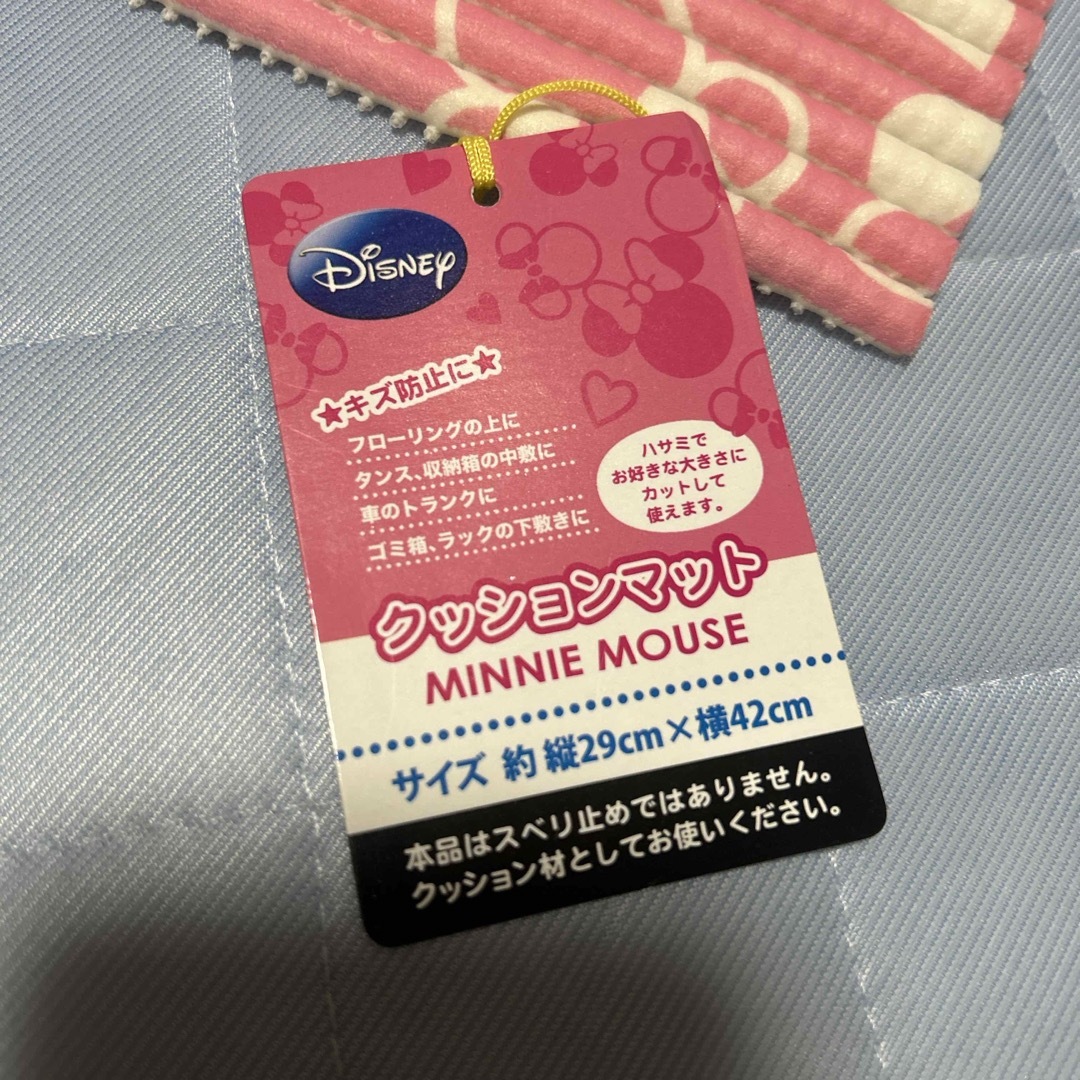 Disney
★キズ防止に★
フローリングの上に
タンス、収納箱の中敷に
車のトランクに
ゴミ箱、ラックの下敷きに
ハサミで
お好きな大きさに
カットして
使えます。
クッションマット
MINNIE MOUSE
サイズ 約 縦29cm×横42cm
本品はスベリ止めではありません。
クッション材としてお使いください。